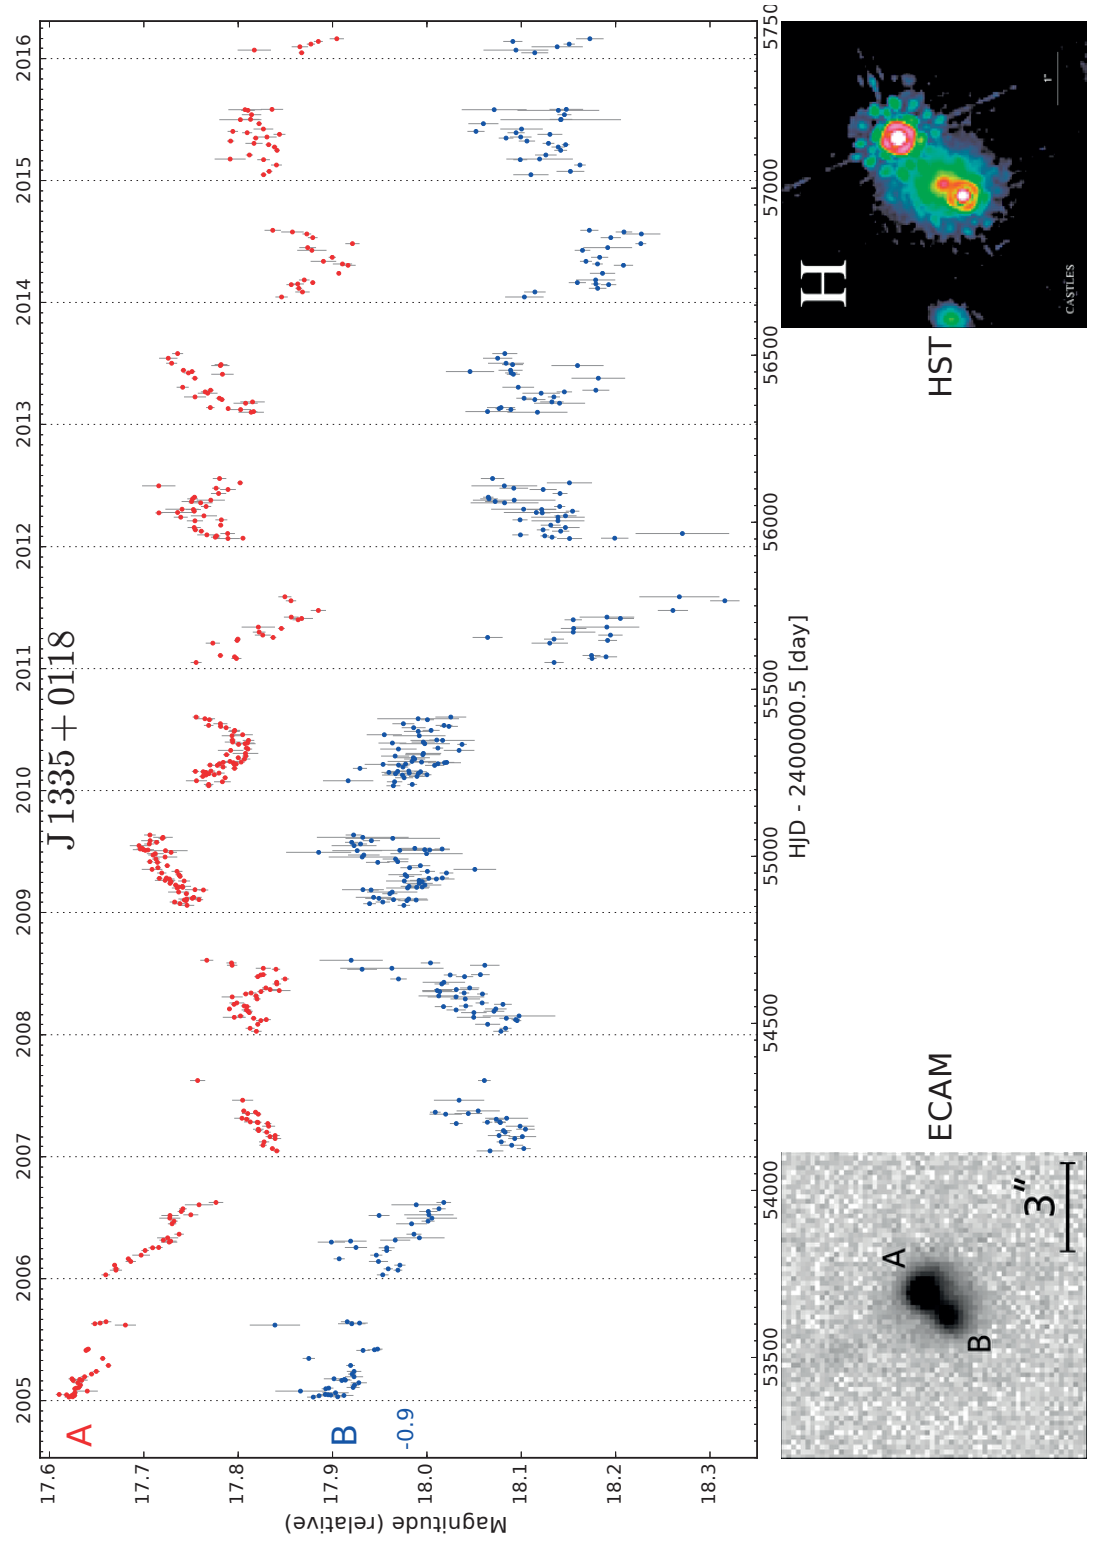 J1335+0118
2005 2006 2007 2008 2009 2010 2011 2012 2013 2014 2015 2016
17.6
17.7
17.8
17.9
18.0
18.1
18.2
18.3
Magnitude (relative)
A
B
-0.9
53500 54000 54500 55000 55500 56000 56500 57000
HJD - 2400000.5 [day]
A
B
3"
ECAM
HST
H
CASTLES
1"